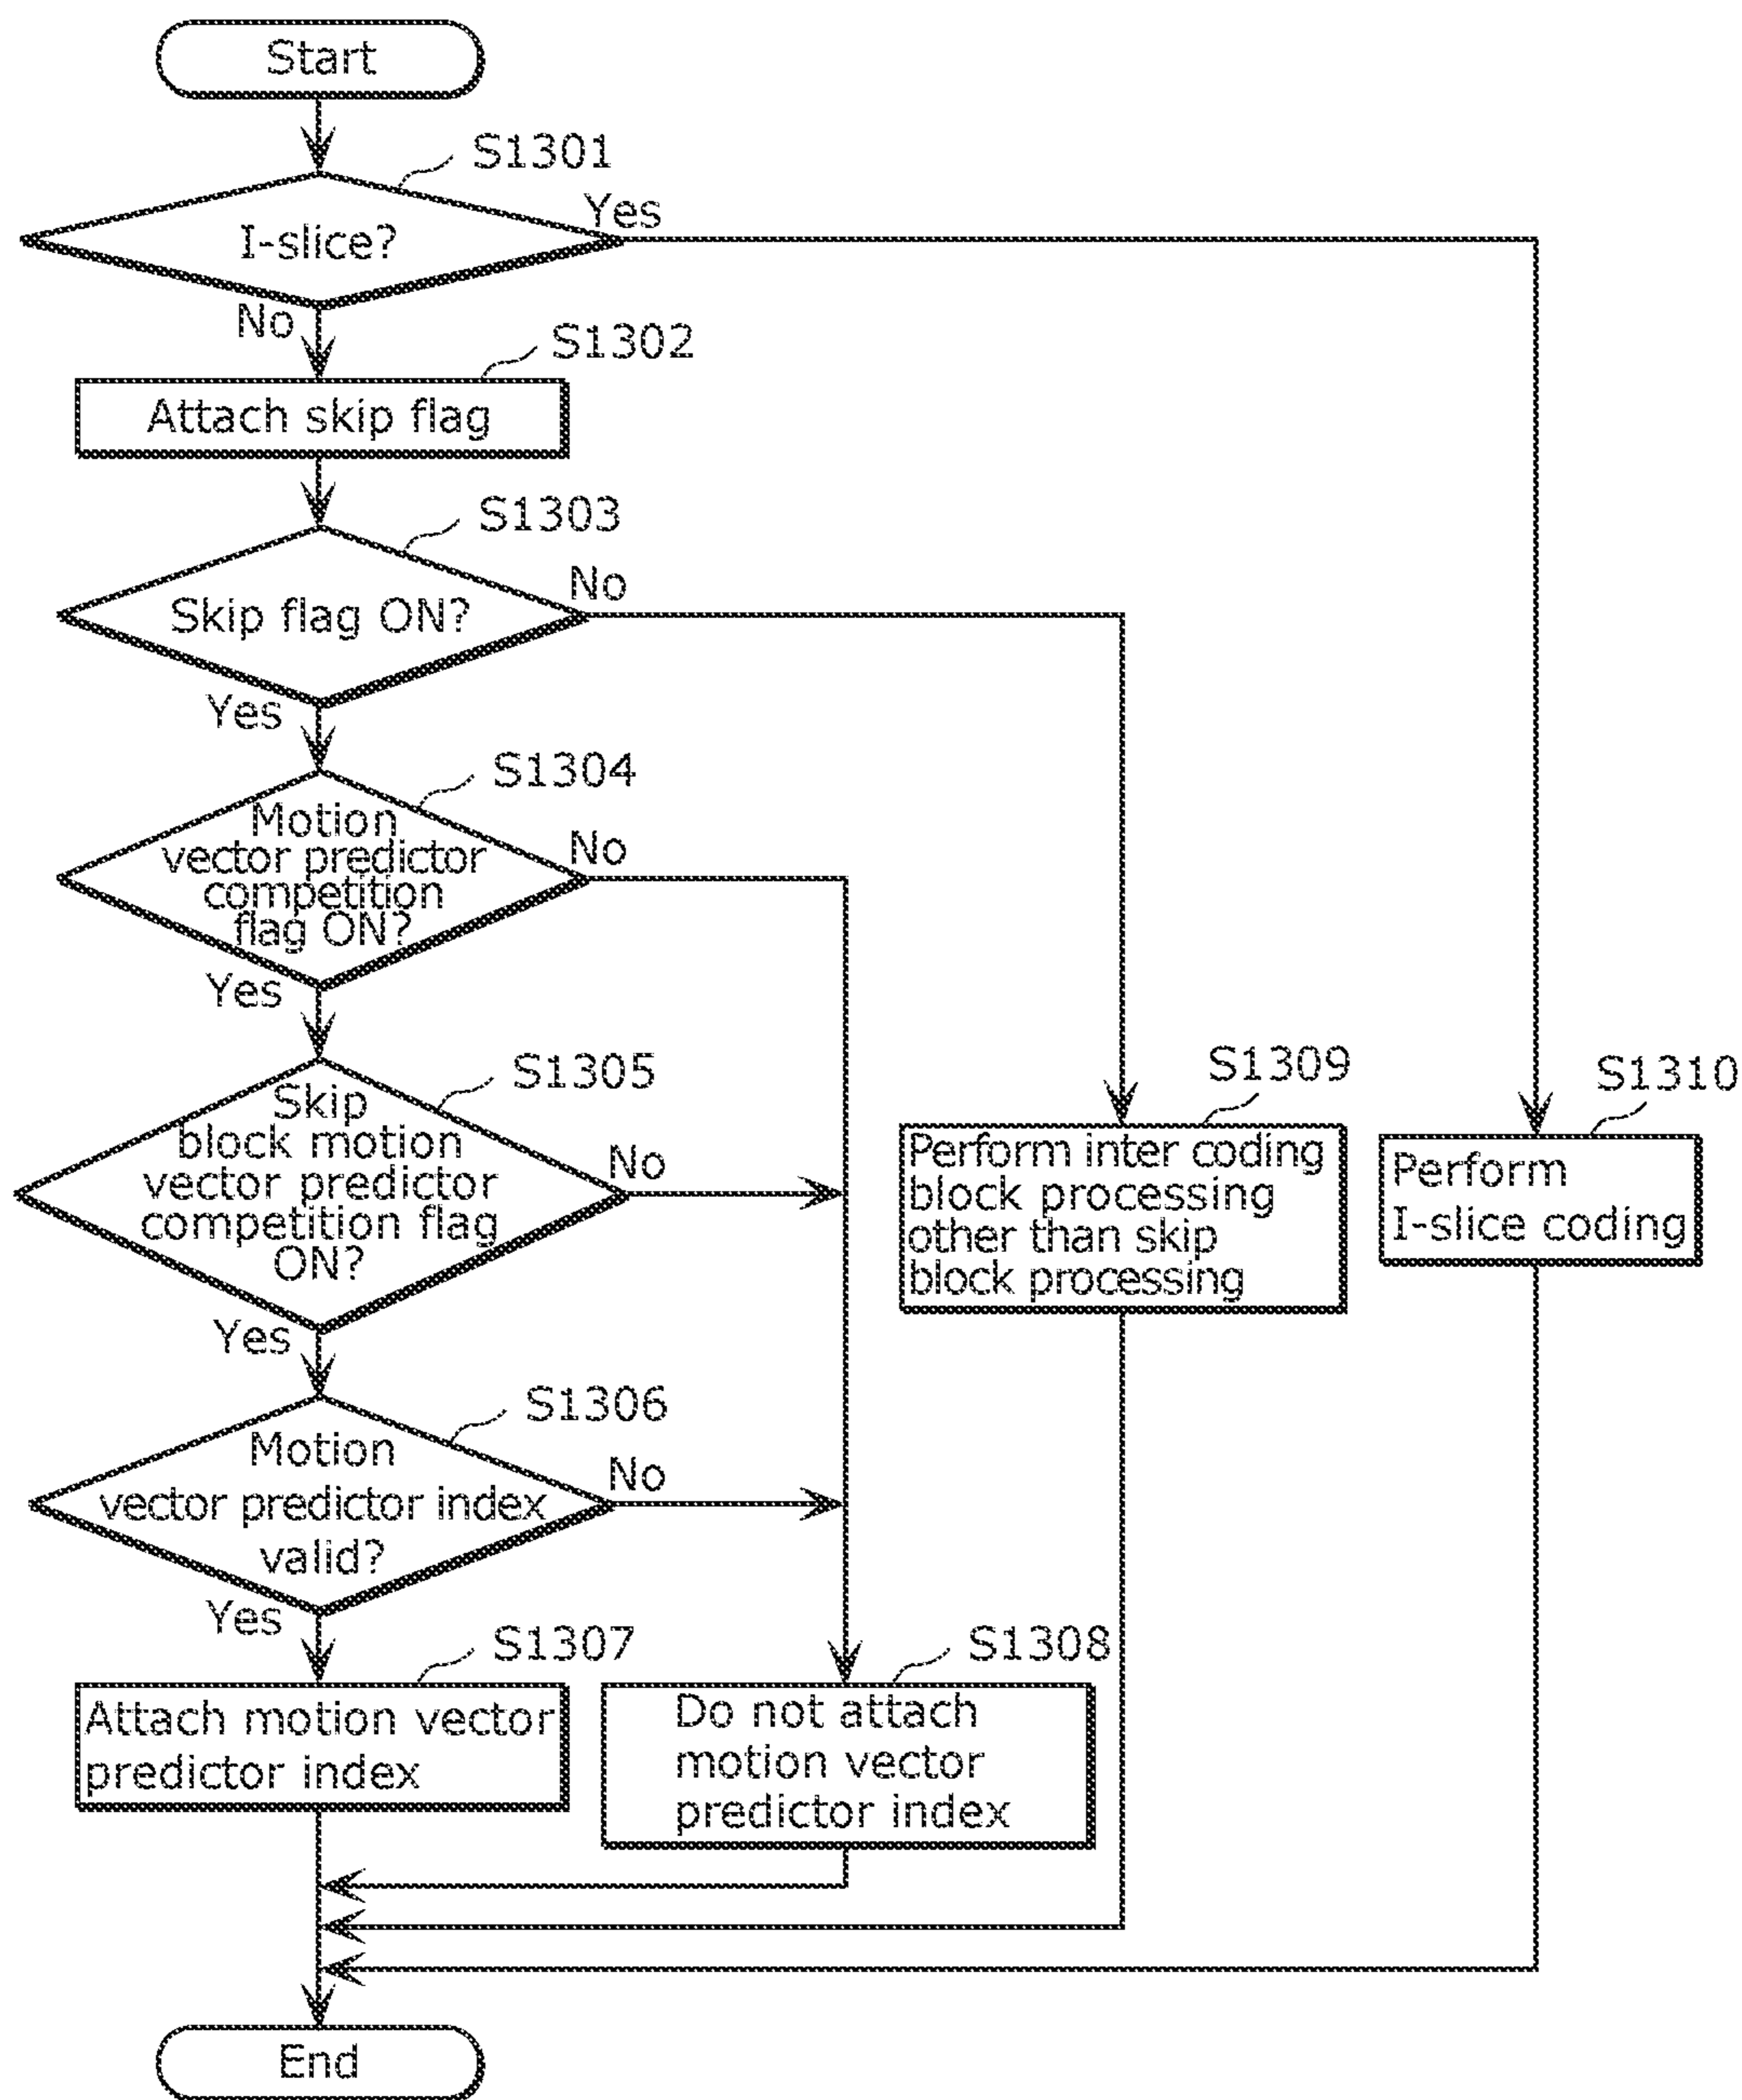 Start
S1301
I-slice?
Yes
No
S1302
Attach skip flag
S1303
Skip flag ON?
No
Yes
S1304
Motion
vector predictor
competition
flag ON?
No
Yes
S1305
Skip
block motion
vector predictor
competition flag
ON?
No
Yes
S1309
Perform inter coding
block processing
other than skip
block processing
S1310
Perform
I-slice coding
S1306
Motion
vector predictor index
valid?
No
Yes
S1307
Attach motion vector
predictor index
S1308
Do not attach
motion vector
predictor index
End